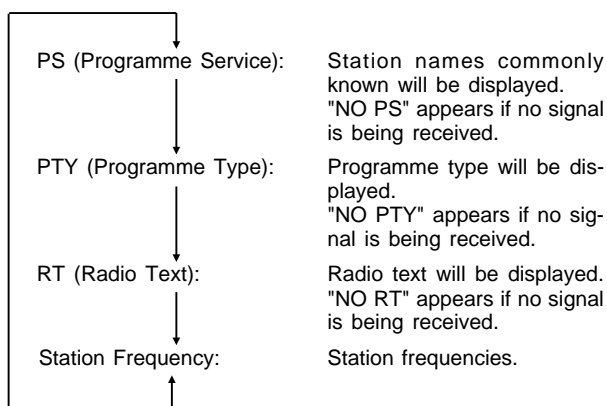 PS (Programme Service): Station names commonly
known will be displayed.
"NO PS" appears if no signal
is being received.
PTY (Programme Type): Programme type will be dis-
played.
"NO PTY" appears if no sig-
nal is being received.
RT (Radio Text): Radio text will be displayed.
"NO RT" appears if no signal
is being received.
Station Frequency: Station frequencies.